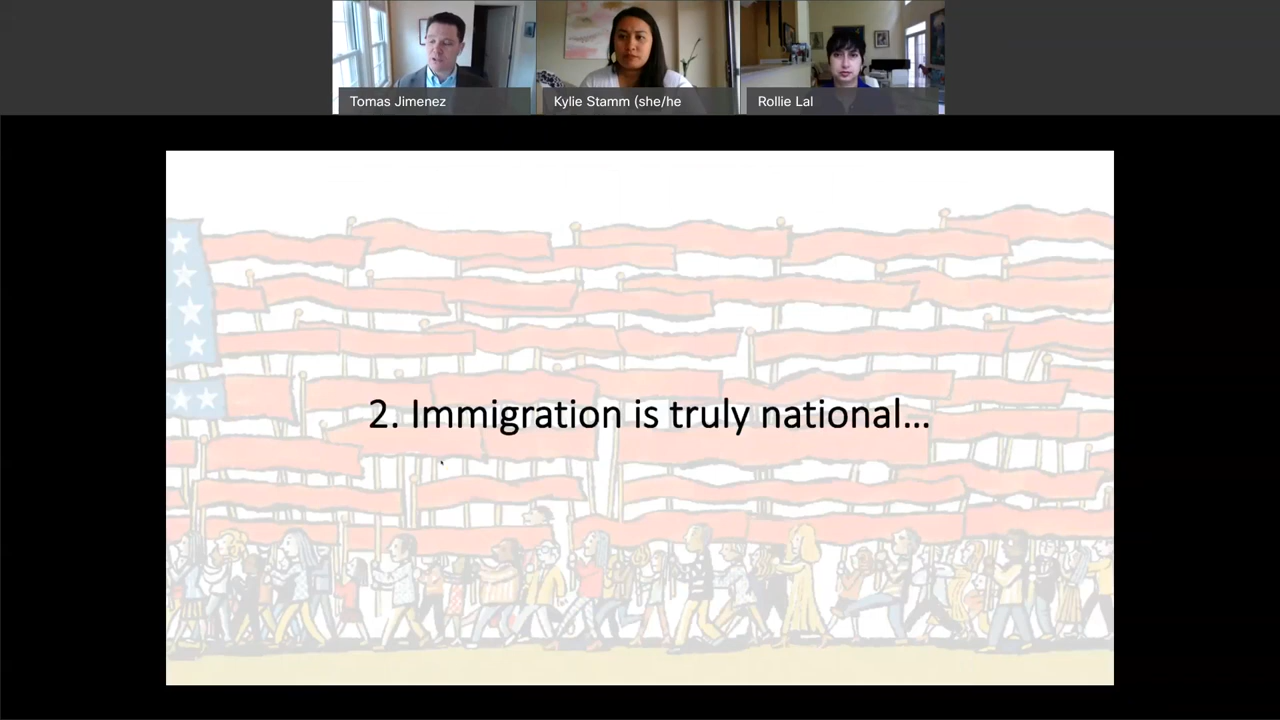 Tomas Jimenez
Kylie Stamm (she/he
Rollie Lal
2. Immigration is truly national...